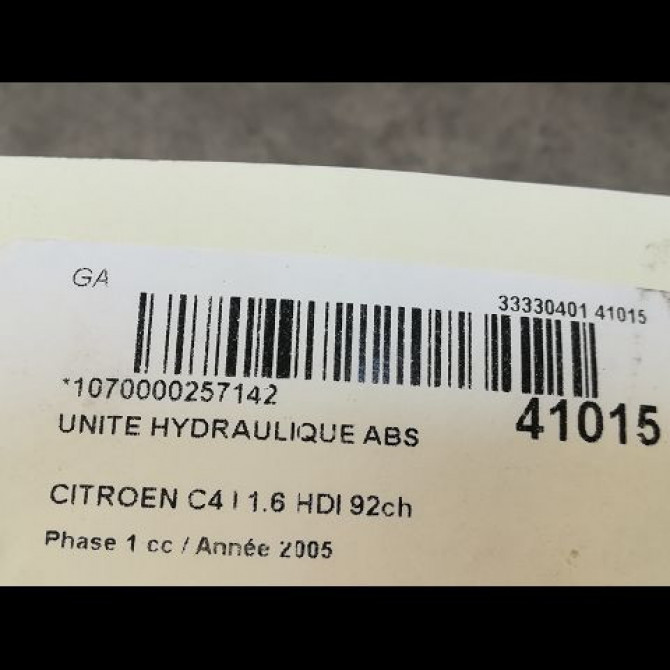 GA
33330401 41015
*1070000257142
41015
UNITE HYDRAULIQUE ABS
CITROEN C4 I 1.6 HDI 92ch
Phase 1 cc / Année 2005